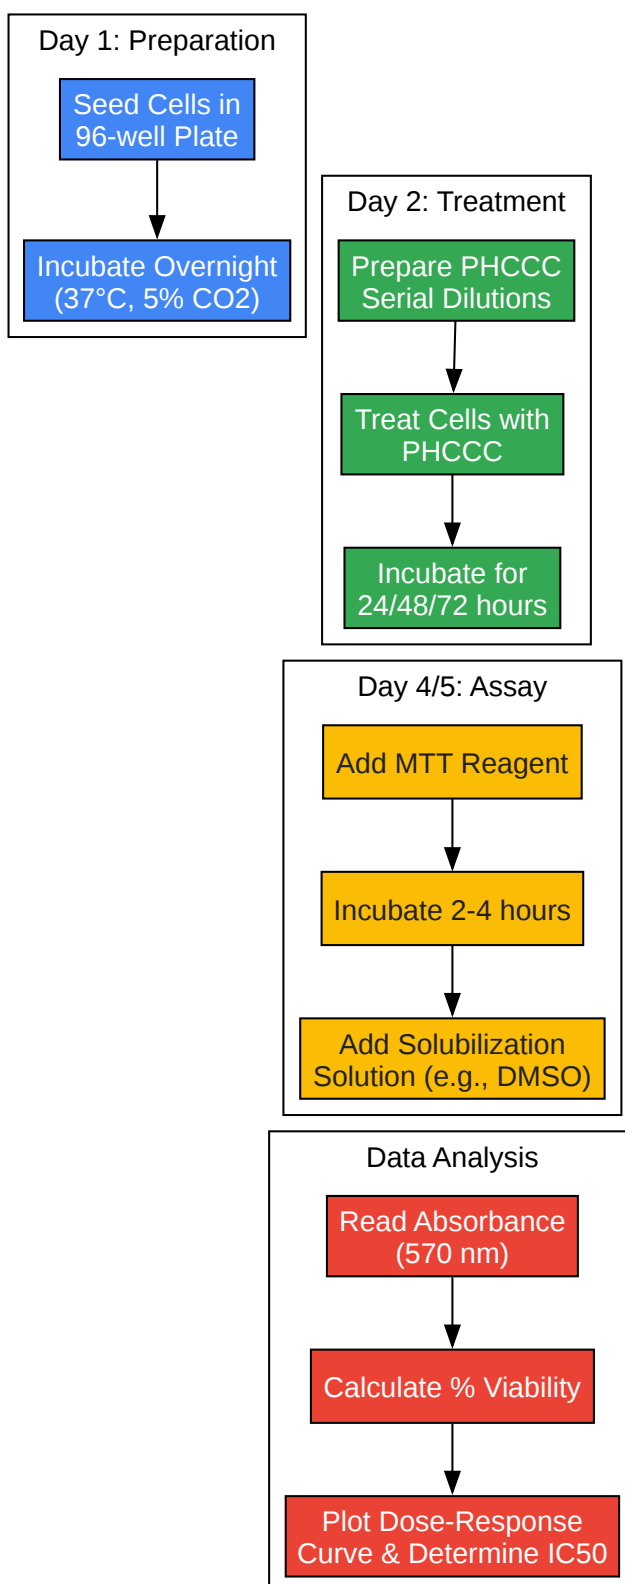 Day 1: Preparation
Seed Cells in
96-well Plate
Incubate Overnight
(37°C, 5% CO2)
Day 2: Treatment
Prepare PHCCC
Serial Dilutions
Treat Cells with
PHCCC
Incubate for
24/48/72 hours
Day 4/5: Assay
Add MTT Reagent
Incubate 2-4 hours
Add Solubilization
Solution (e.g., DMSO)
Data Analysis
Read Absorbance
(570 nm)
Calculate % Viability
Plot Dose-Response
Curve & Determine IC50